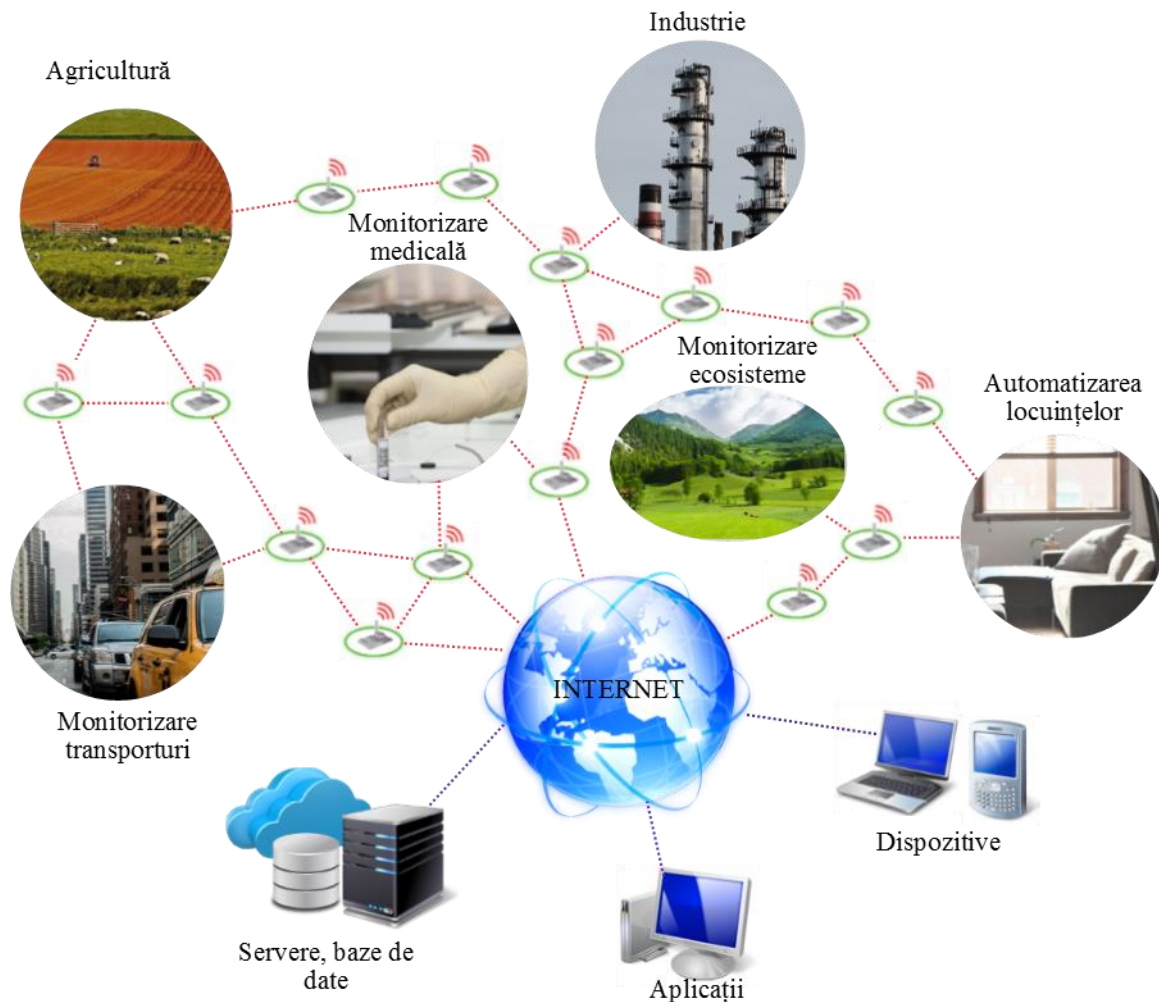 Industrie
Agricultură
Monitorizare
medicală
Monitorizare
ecosisteme
Automatizarea
locuințelor
INTERNET
Monitorizare
transporturi
Dispozitive
Servere, baze de
date
Aplicații